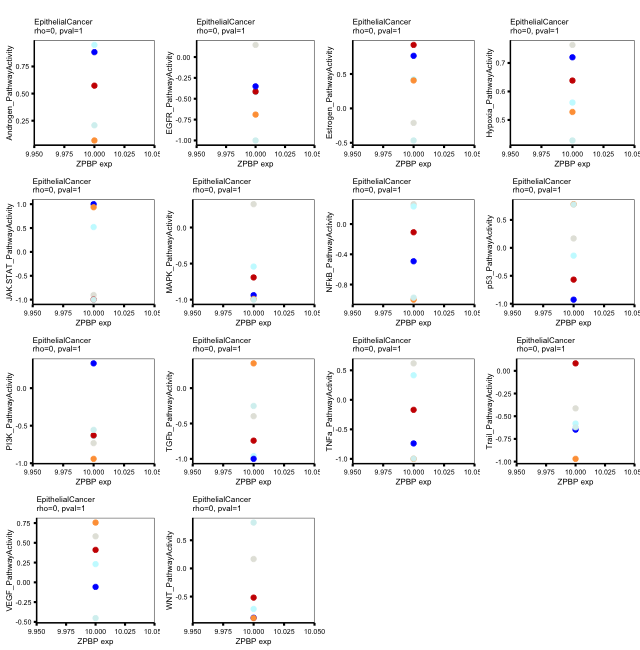 EpithelialCancer
rho=0, pval=1
Androgen_PathwayActivity
0.75
0.50
0.25
9.950 9.975 10.000 10.025 10.05
ZPBP exp
EpithelialCancer
rho=0, pval=1
EGFR_PathwayActivity
0.00
-0.25
-0.50
-0.75
-1.00
9.950 9.975 10.000 10.025 10.05
ZPBP exp
EpithelialCancer
rho=0, pval=1
Estrogen_PathwayActivity
0.5
0.0
-0.5
9.950 9.975 10.000 10.025 10.05
ZPBP exp
EpithelialCancer
rho=0, pval=1
Hypoxia_PathwayActivity
0.7
0.6
0.5
9.950 9.975 10.000 10.025 10.05
ZPBP exp
EpithelialCancer
rho=0, pval=1
JAK.STAT_PathwayActivity
1.0
0.5
0.0
-0.5
-1.0
9.950 9.975 10.000 10.025 10.05
ZPBP exp
EpithelialCancer
rho=0, pval=1
MAPK_PathwayActivity
0.0
-0.5
-1.0
9.950 9.975 10.000 10.025 10.05
ZPBP exp
EpithelialCancer
rho=0, pval=1
NFkB_PathwayActivity
0.0
-0.4
-0.8
9.950 9.975 10.000 10.025 10.05
ZPBP exp
EpithelialCancer
rho=0, pval=1
p53_PathwayActivity
0.5
0.0
-0.5
-1.0
9.950 9.975 10.000 10.025 10.05
ZPBP exp
EpithelialCancer
rho=0, pval=1
PI3K_PathwayActivity
0.0
-0.5
-1.0
9.950 9.975 10.000 10.025 10.05
ZPBP exp
EpithelialCancer
rho=0, pval=1
TGFb_PathwayActivity
0.0
-0.5
-1.0
9.950 9.975 10.000 10.025 10.05
ZPBP exp
EpithelialCancer
rho=0, pval=1
TNFa_PathwayActivity
0.5
0.0
-0.5
-1.0
9.950 9.975 10.000 10.025 10.05
ZPBP exp
EpithelialCancer
rho=0, pval=1
Trail_PathwayActivity
0.00
-0.25
-0.50
-0.75
-1.00
9.950 9.975 10.000 10.025 10.05
ZPBP exp
EpithelialCancer
rho=0, pval=1
VEGF_PathwayActivity
0.75
0.50
0.25
0.00
-0.25
-0.50
9.950 9.975 10.000 10.025 10.05
ZPBP exp
EpithelialCancer
rho=0, pval=1
WNT_PathwayActivity
0.5
0.0
-0.5
9.950 9.975 10.000 10.025 10.050
ZPBP exp